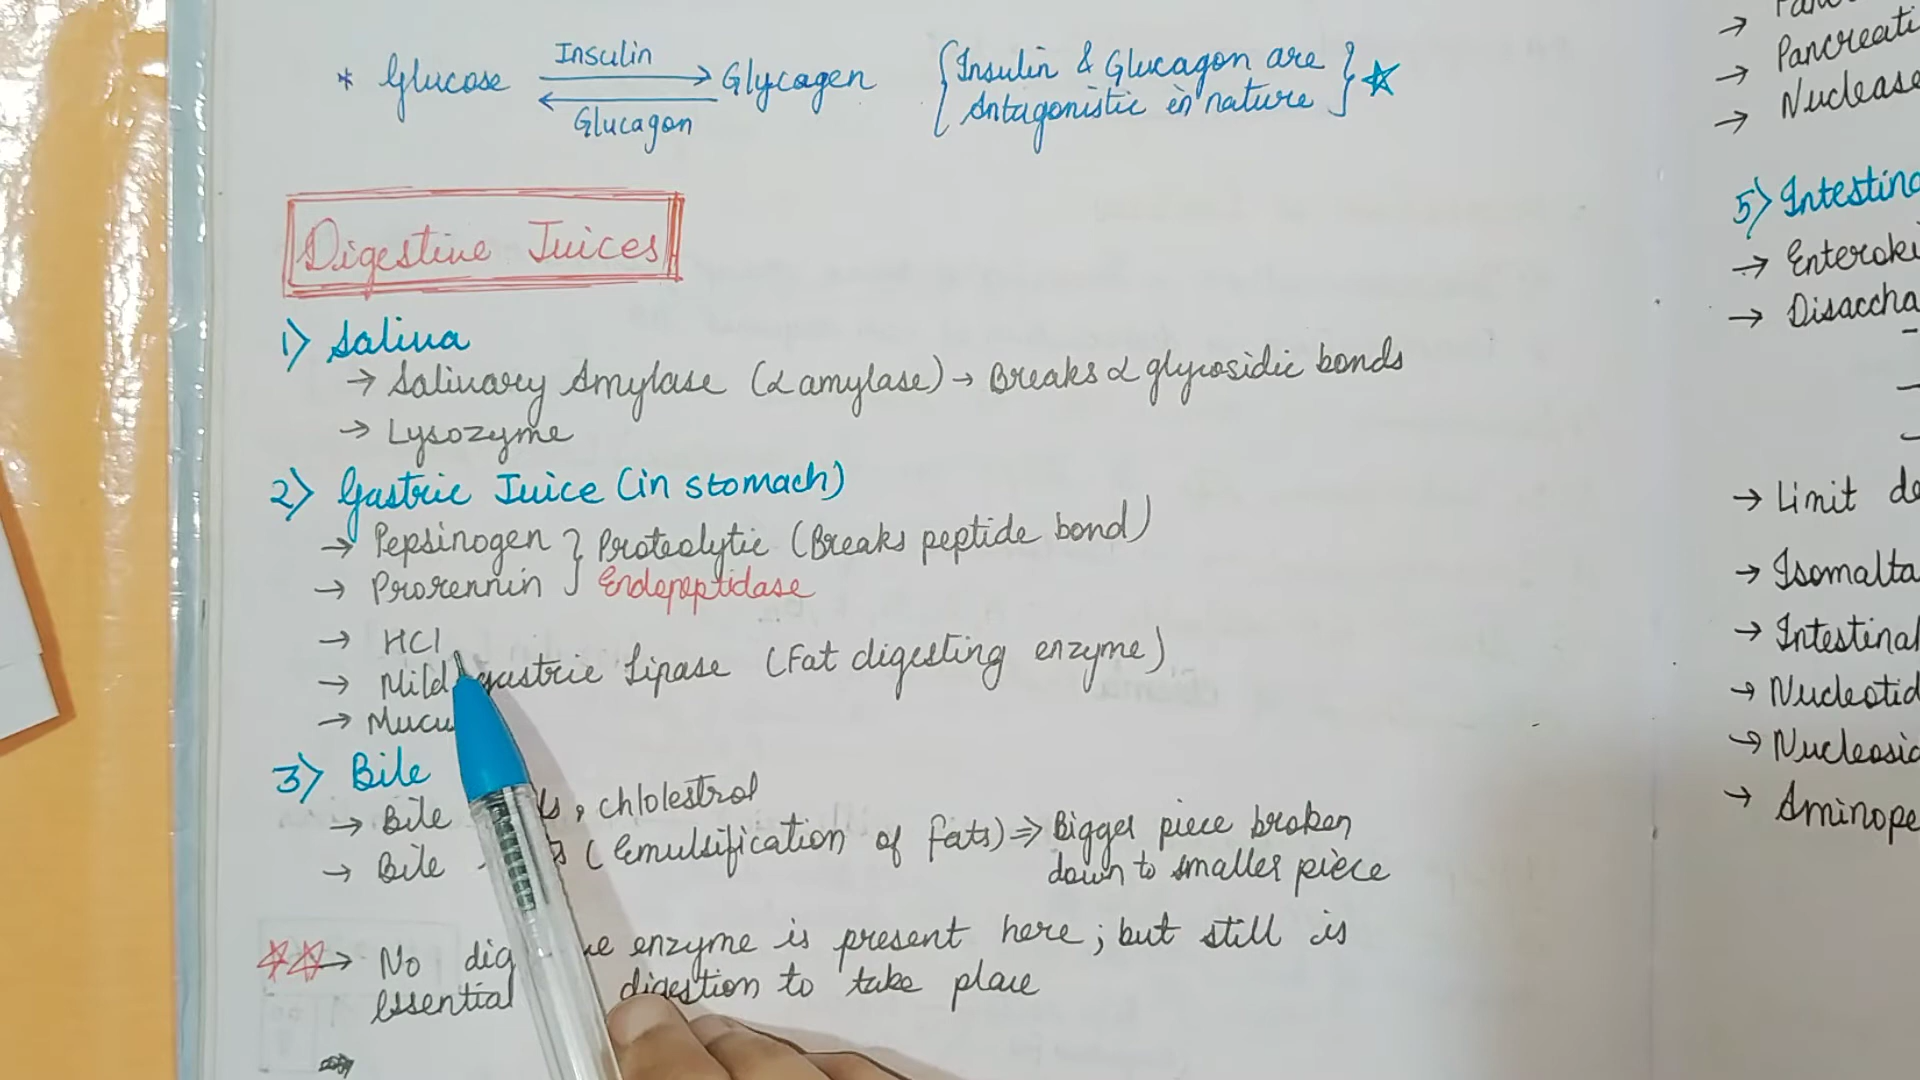 * Glucose Insulin Glycagen
Glucagon
{Insulin & Glucagon are
Antagonistic in nature}
Digestive Juices
1) Saliva
→ Salivary Amylase (α amylase) → Breaks α glycosidic bonds
→ Lysozyme
2) Gastric Juice (in stomach)
→ Pepsinogen } Proteolytic (Breaks peptide bond)
→ Prorennin } Endopeptidase
→ HCl
→ Mild gastric Lipase (Fat digesting enzyme)
→ Mucu
3) Bile
→ Bile , chlolestrol
→ Bile (Emulsification of fats) ⇒ Bigger piece broken
down to smaller piece
→ No dig enzyme is present here; but still is
essential digestion to take place
→ Pancreati
→ Nuclease
5) Intestina
→ Enteroki
→ Disaccha
→ Limit de
→ Isomalta
→ Intestinal
→ Nucleotid
→ Nucleosid
→ Aminope